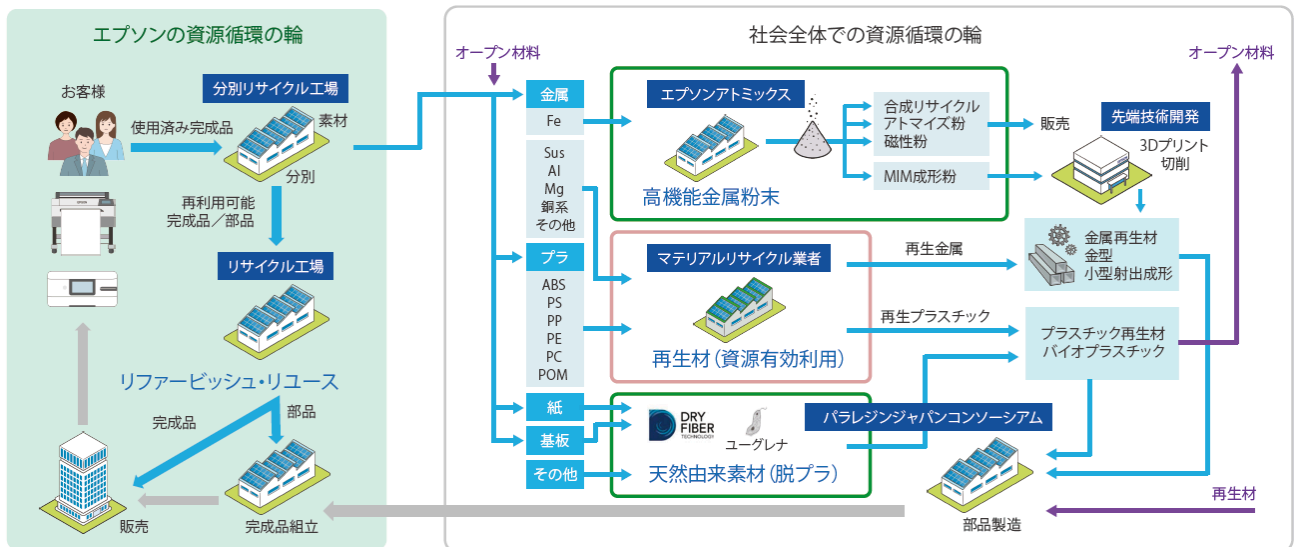 エプソンの資源循環の輪
お客様
使用済み完成品
分別リサイクル工場
素材
分別
再利用可能
完成品／部品
リサイクル工場
リファービッシュ・リユース
完成品
部品
販売
完成品組立
社会全体での資源循環の輪
オープン材料
金属
Fe
Sus
Al
Mg
銅系
その他
プラ
ABS
PS
PP
PE
PC
POM
紙
基板
その他
エプソンアトミックス
高機能金属粉末
合成リサイクル
アトマイズ粉
磁性粉
MIM成形粉
販売
先端技術開発
3Dプリント
切削
マテリアルリサイクル業者
再生材（資源有効利用）
再生金属
再生プラスチック
金属再生材
金型
小型射出成形
プラスチック再生材
バイオプラスチック
オープン材料
DRY
FIBER
TECHNOLOGY
ユーグレナ
パラレジンジャパンコンソーシアム
天然由来素材（脱プラ）
部品製造
再生材